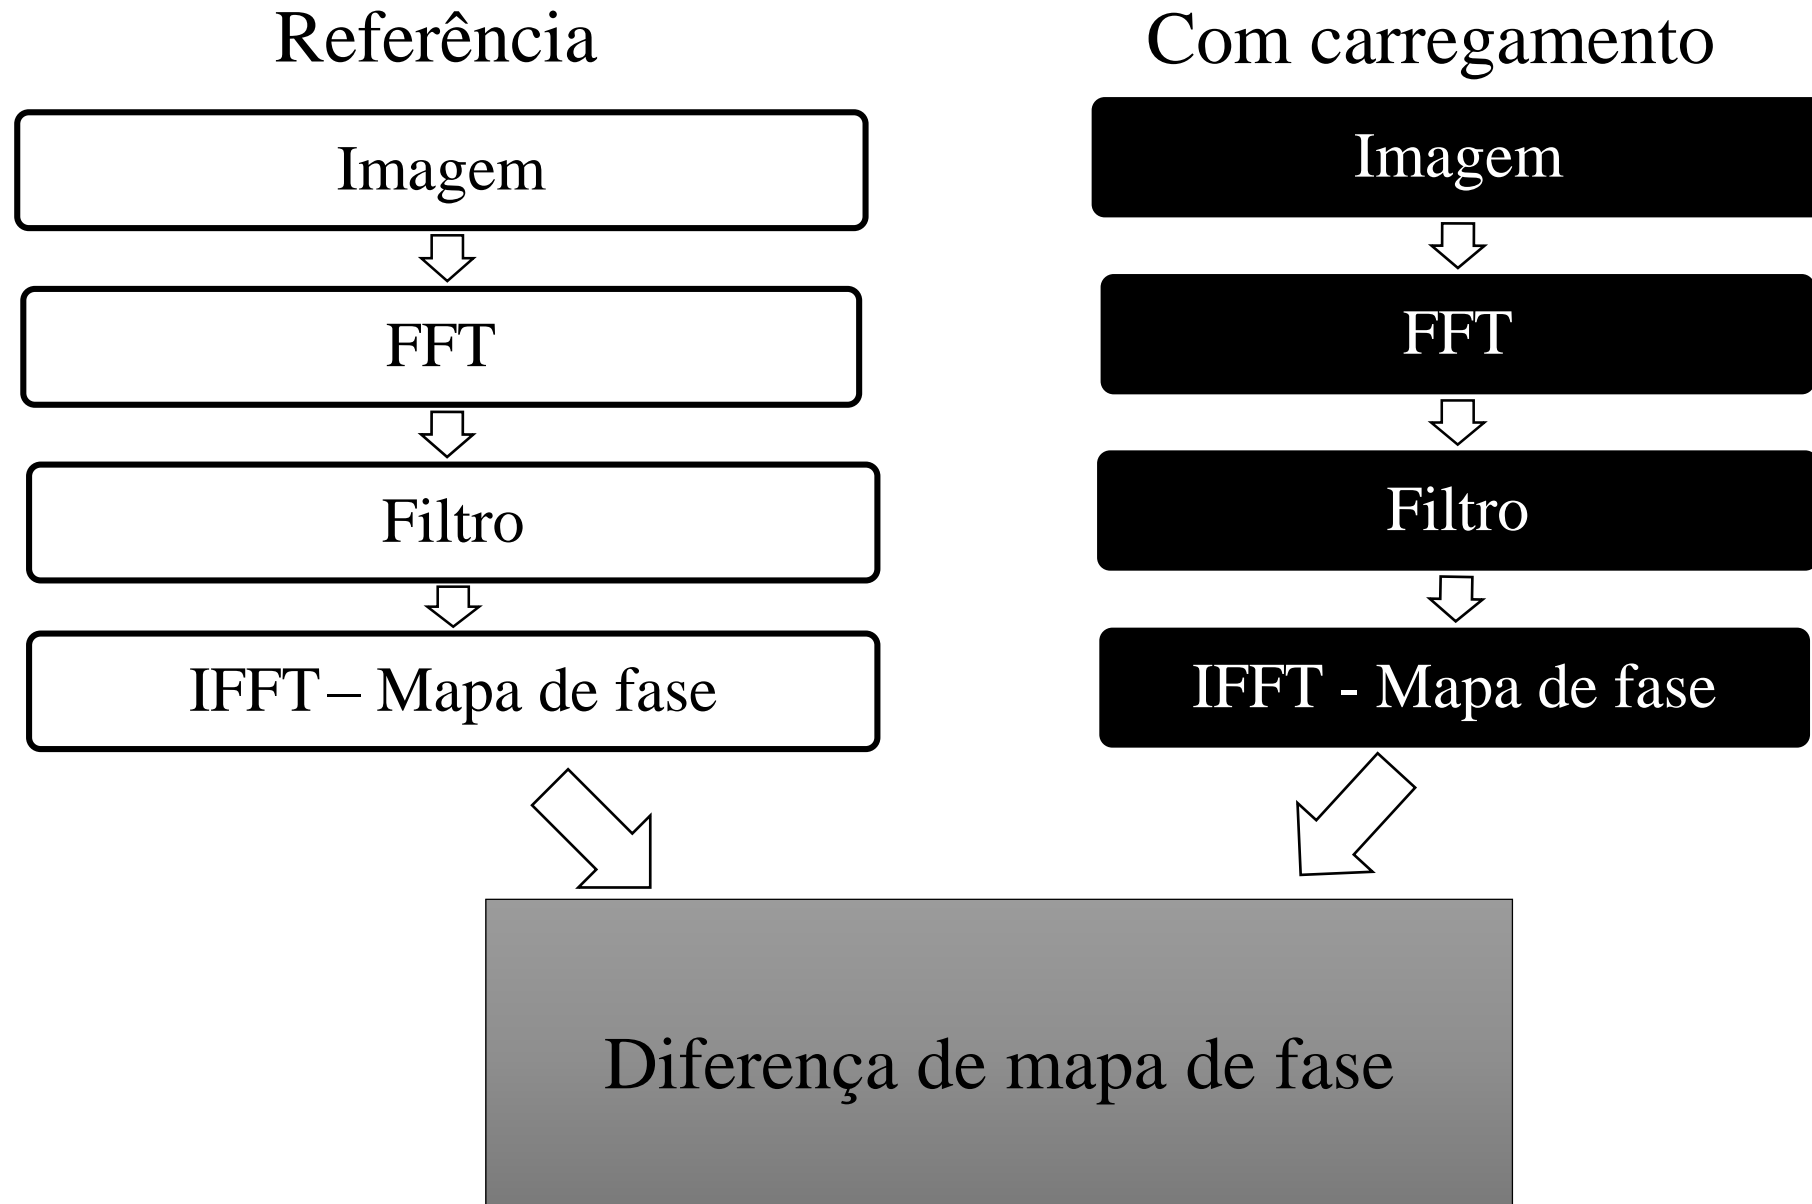 Referência
Imagem
FFT
Filtro
IFFT – Mapa de fase
Com carregamento
Imagem
FFT
Filtro
IFFT - Mapa de fase
Diferença de mapa de fase